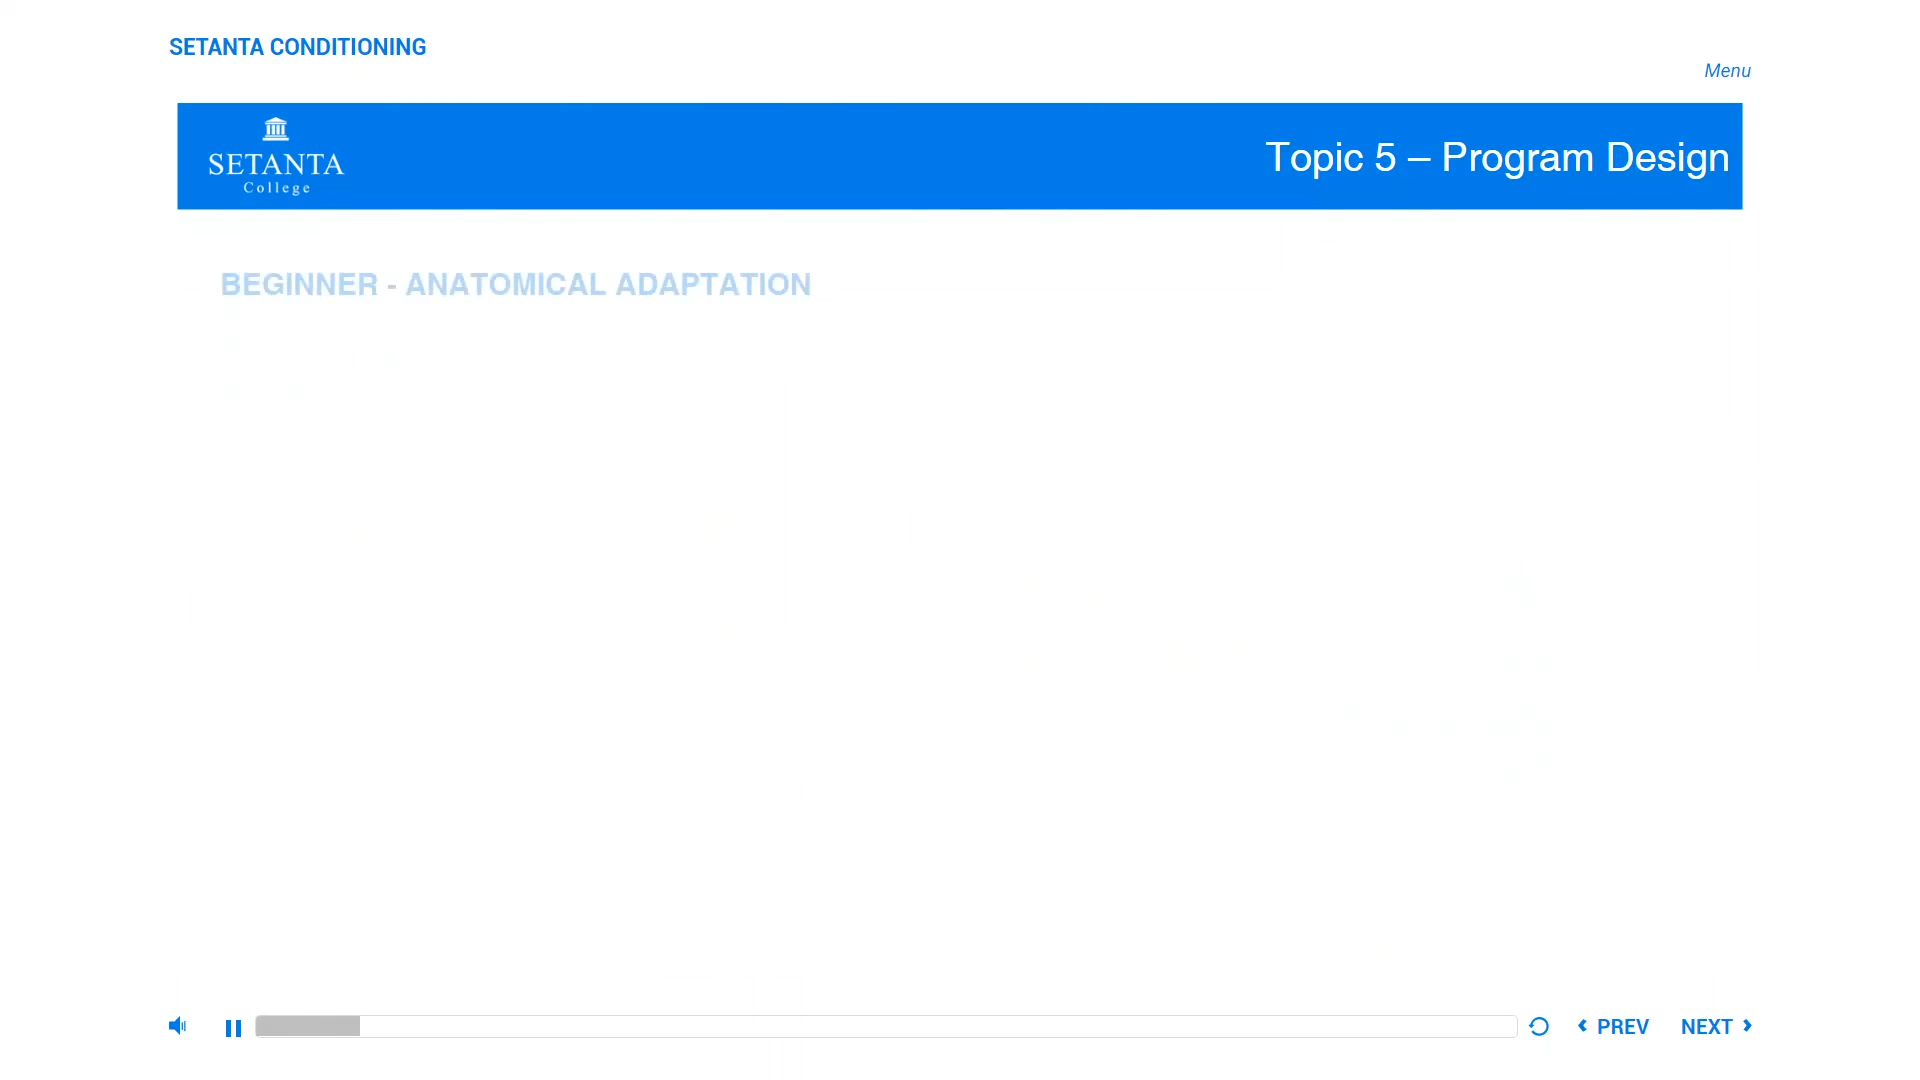 SETANTA CONDITIONING
Menu
SETANTA
College
Topic 5 – Program Design
BEGINNER - ANATOMICAL ADAPTATION
PREV
NEXT